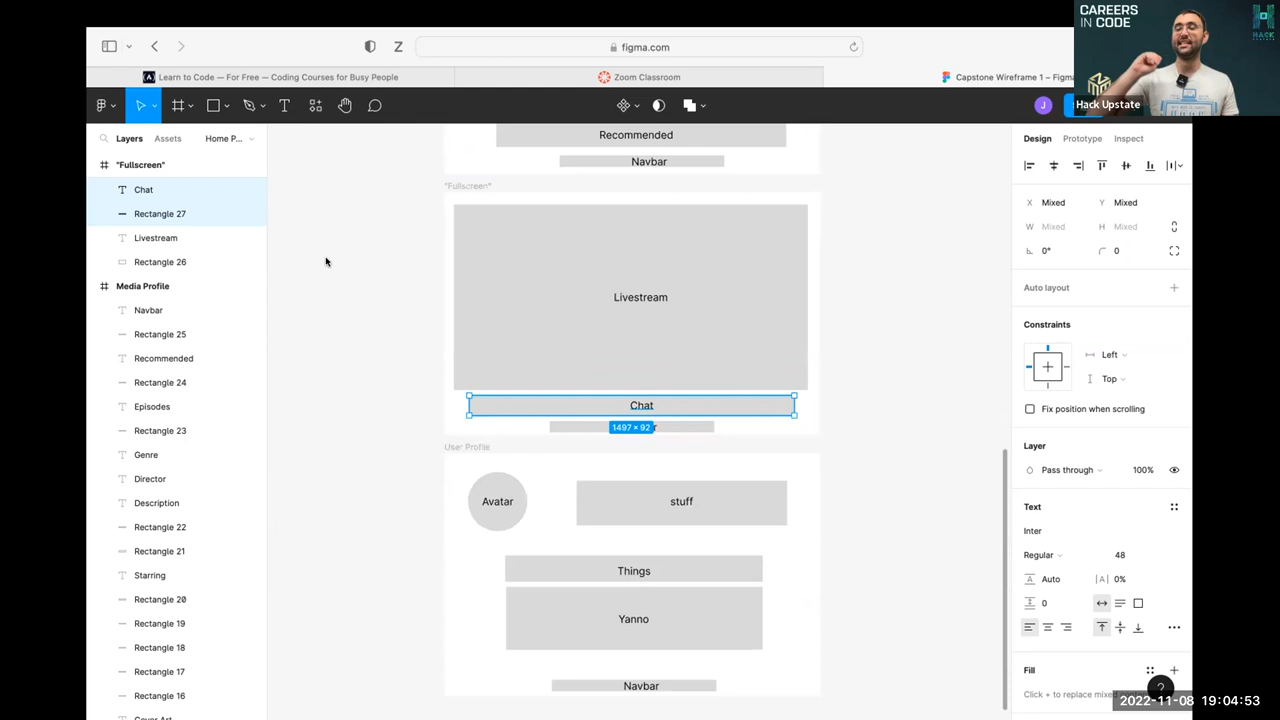 CAREERS
IN CODE
HACK
UPSTATE
Hack Upstate
figma.com
Learn to Code — For Free — Coding Courses for Busy People
Zoom Classroom
Capstone Wireframe 1 – Figma
J
Layers Assets Home P...
"Fullscreen"
Chat
Rectangle 27
Livestream
Rectangle 26
Media Profile
Navbar
Rectangle 25
Recommended
Rectangle 24
Episodes
Rectangle 23
Genre
Director
Description
Rectangle 22
Rectangle 21
Starring
Rectangle 20
Rectangle 19
Rectangle 18
Rectangle 17
Rectangle 16
Cover Art
Recommended
Navbar
"Fullscreen"
Livestream
Chat
1497 × 92
User Profile
Avatar
stuff
Things
Yanno
Navbar
Design Prototype Inspect
X Mixed Y Mixed
W Mixed H Mixed
0° 0
Auto layout
Constraints
Left
Top
Fix position when scrolling
Layer
Pass through 100%
Text
Inter
Regular 48
Auto 0%
0
Fill
Click + to replace mixed
?
2022-11-08 19:04:53